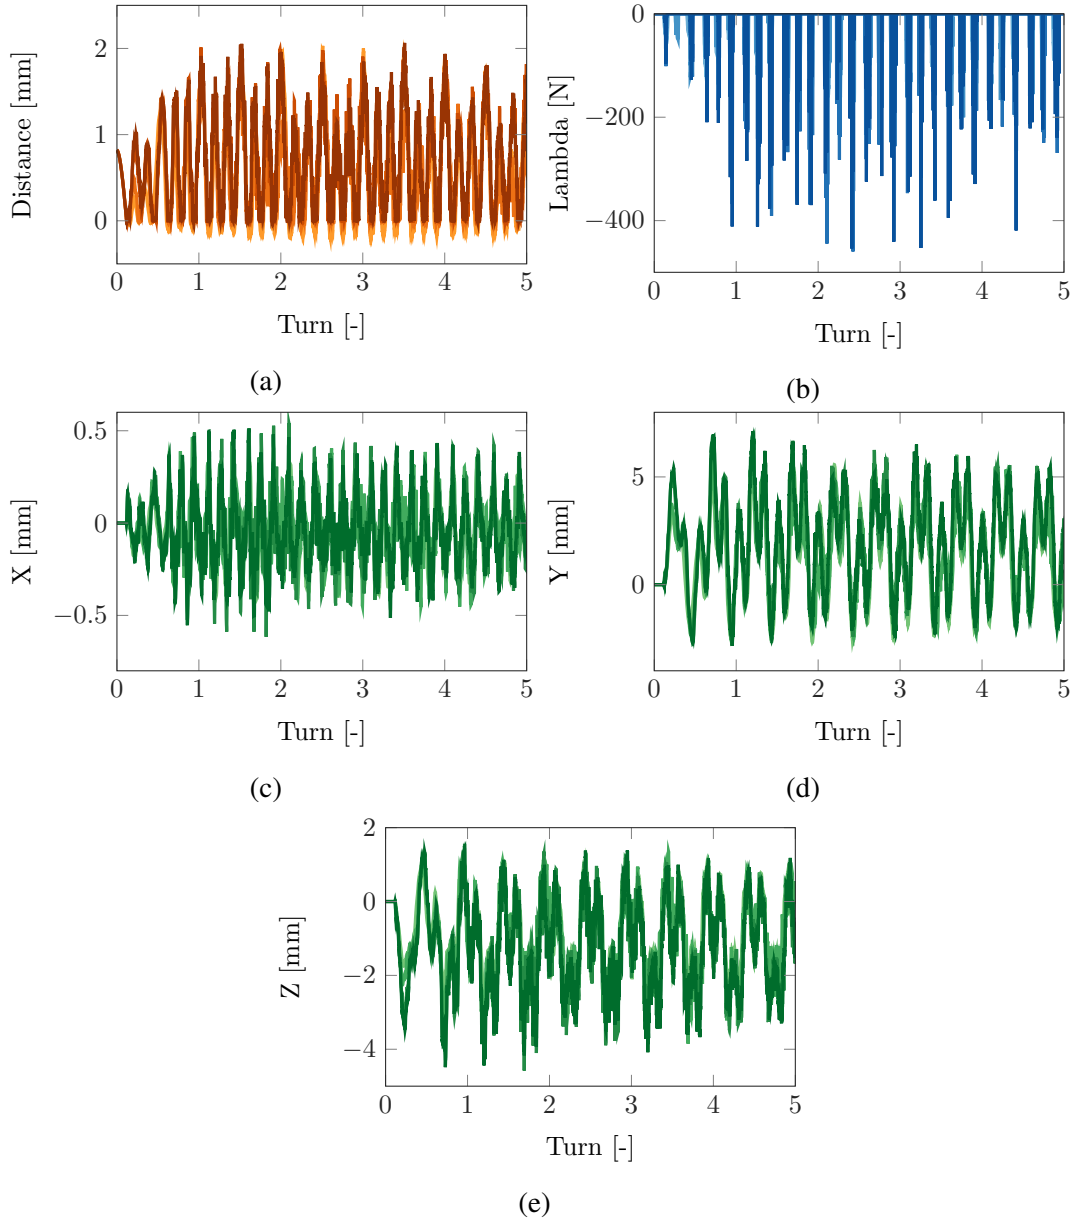 Distance [mm]
2
1
0
0 1 2 3 4 5
Turn [-]
(a)
Lambda [N]
0
−200
−400
0 1 2 3 4 5
Turn [-]
(b)
X [mm]
0.5
0
−0.5
0 1 2 3 4 5
Turn [-]
(c)
Y [mm]
5
0
0 1 2 3 4 5
Turn [-]
(d)
Z [mm]
2
0
−2
−4
0 1 2 3 4 5
Turn [-]
(e)